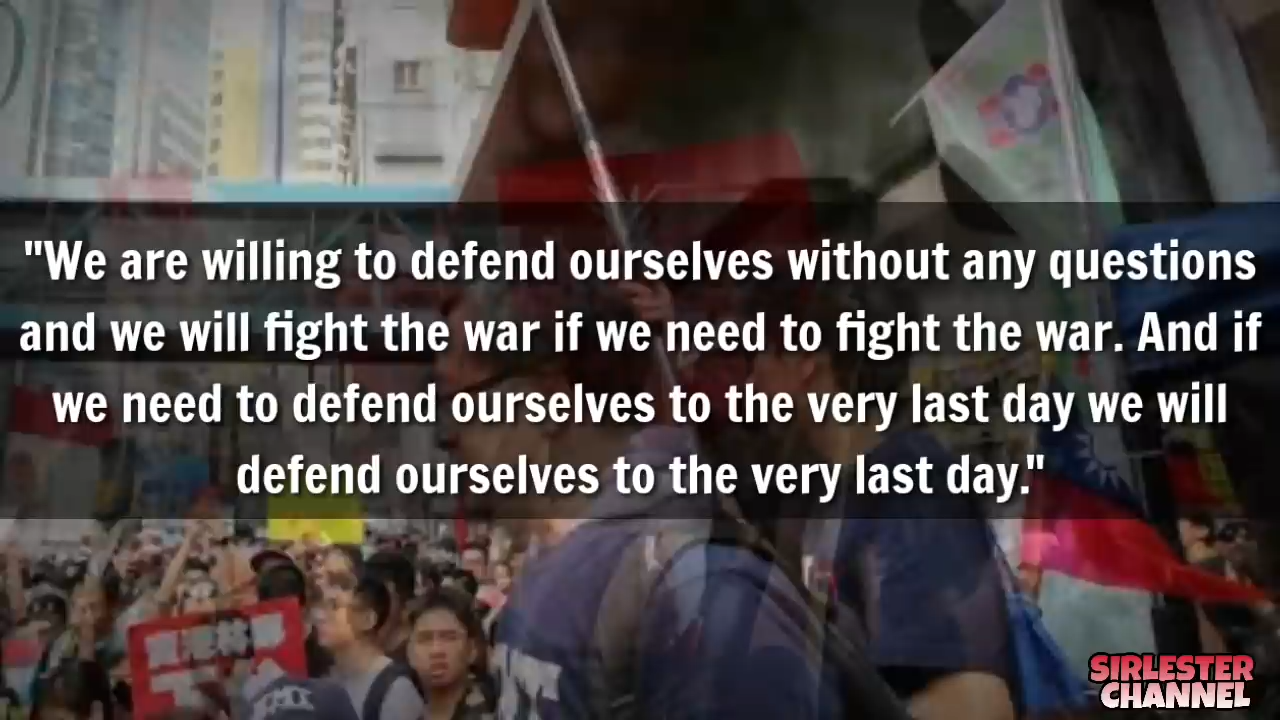 "We are willing to defend ourselves without any questions
and we will fight the war if we need to fight the war. And if
we need to defend ourselves to the very last day we will
defend ourselves to the very last day."
SIRLESTER
CHANNEL